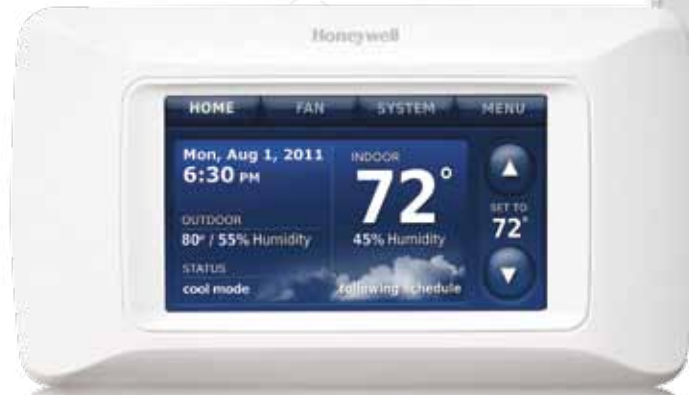 Honeywell
HOME FAN SYSTEM MENU
Mon, Aug 1, 2011
6:30 PM
OUTDOOR
80° / 55% Humidity
STATUS
cool mode
INDOOR
72°
45% Humidity
following schedule
SET TO
72°